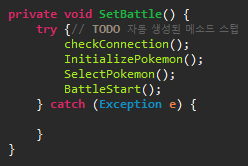 private void SetBattle() {
try {// TODO 자동 생성된 메소드 스텁
checkConnection();
InitializePokemon();
SelectPokemon();
BattleStart();
} catch (Exception e) {
}
}